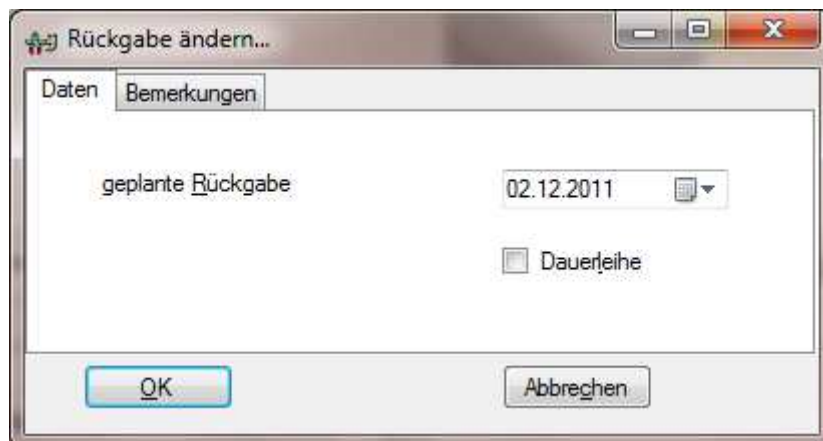 Rückgabe ändern...
Daten Bemerkungen
geplante Rückgabe 02.12.2011
Dauerleihe
OK Abbrechen